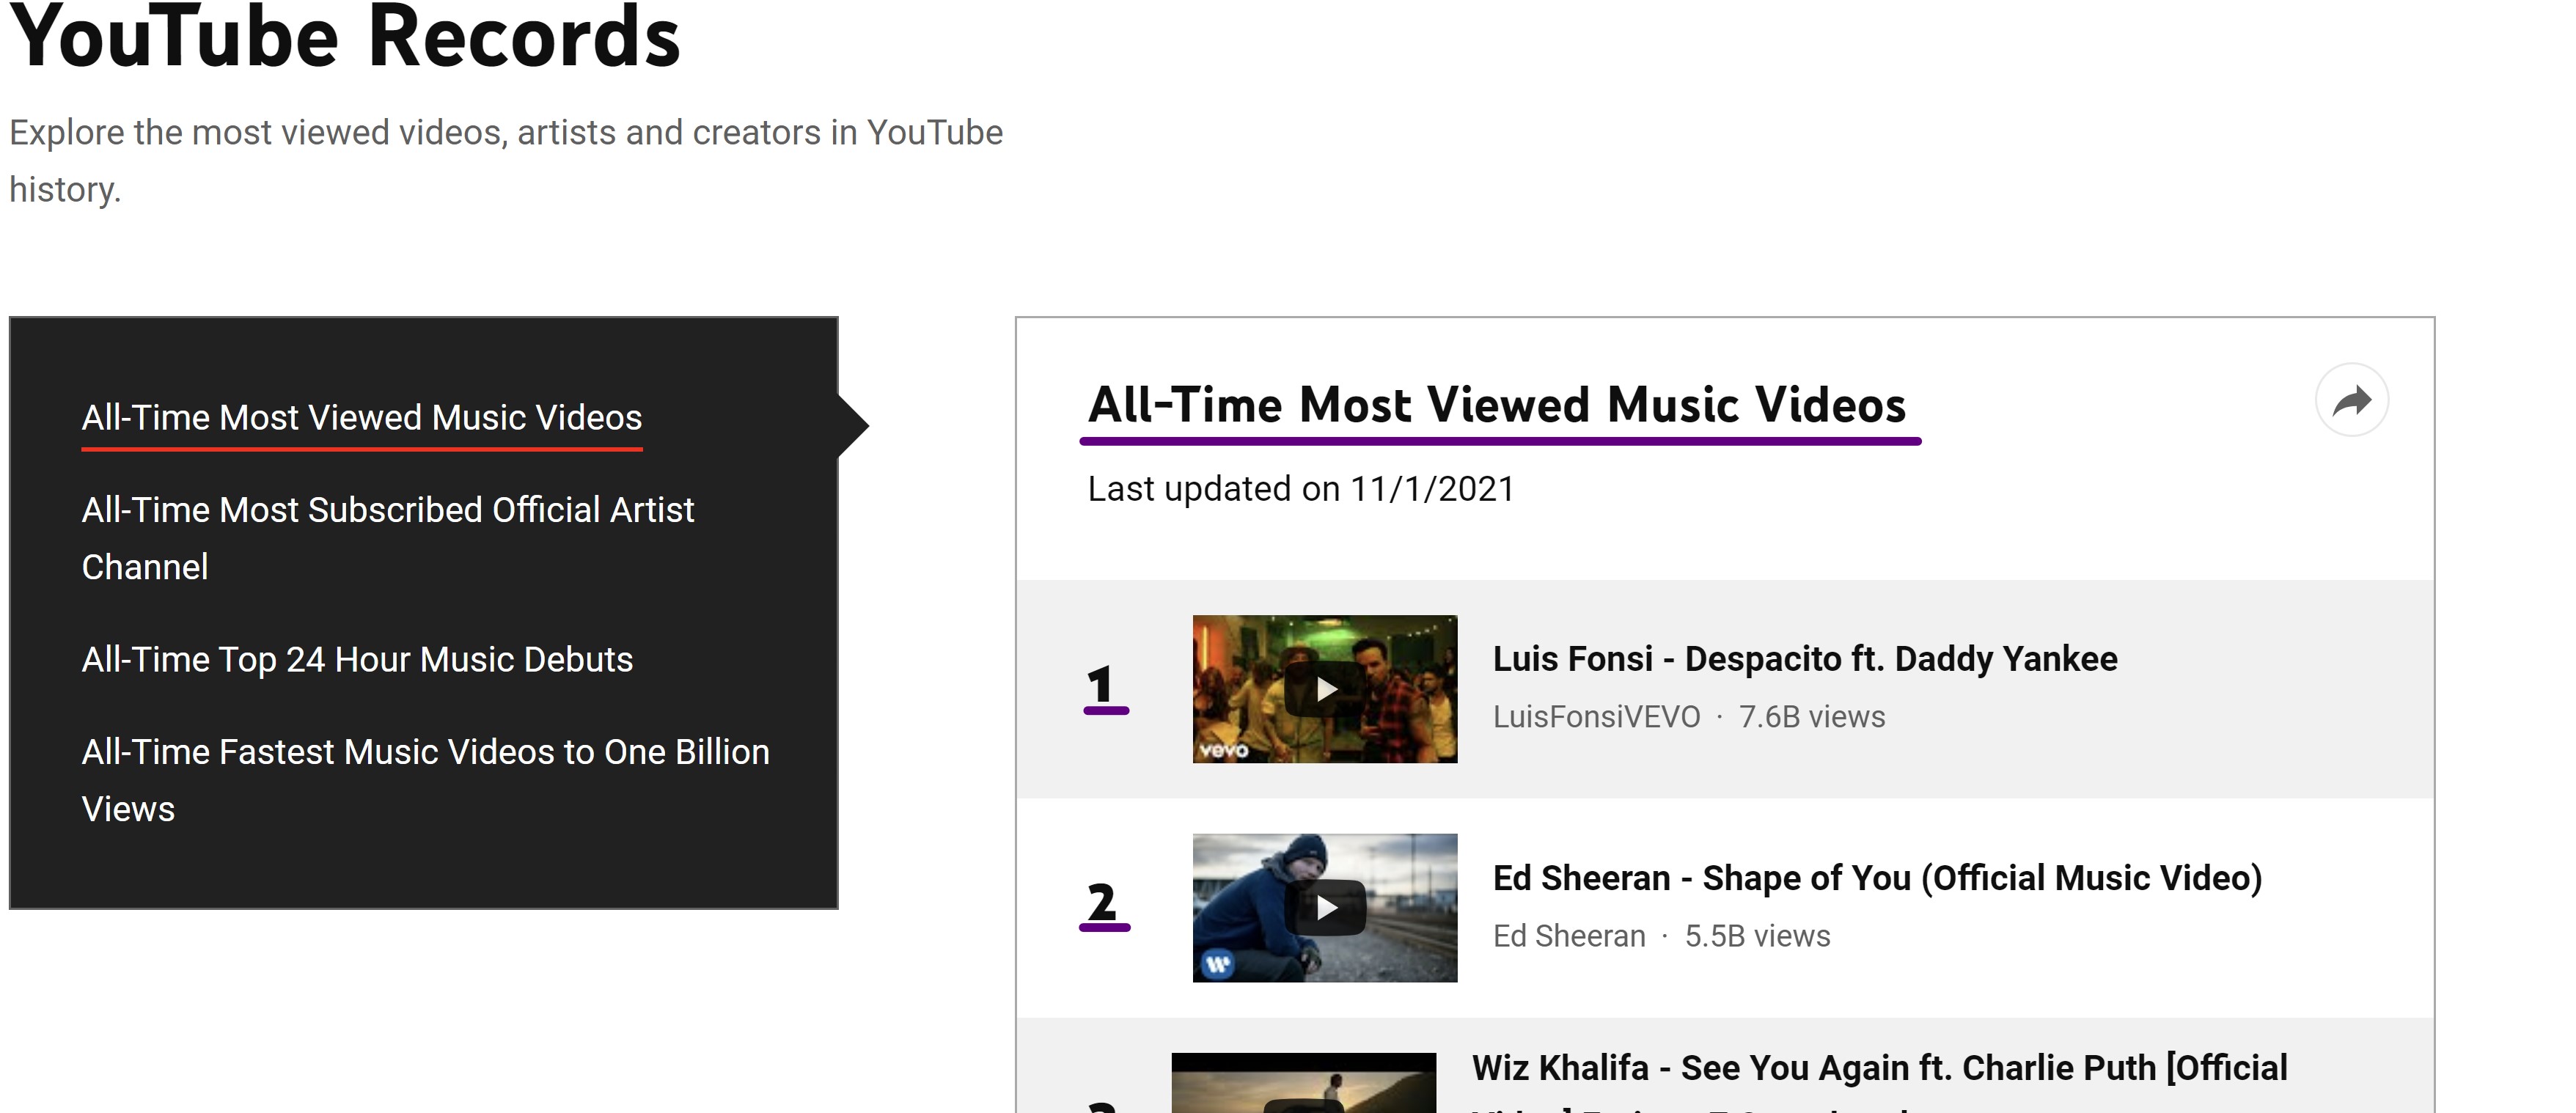 YouTube Records
Explore the most viewed videos, artists and creators in YouTube
history.
All-Time Most Viewed Music Videos
All-Time Most Subscribed Official Artist
Channel
All-Time Top 24 Hour Music Debuts
All-Time Fastest Music Videos to One Billion
Views
All-Time Most Viewed Music Videos
Last updated on 11/1/2021
1
vevo
Luis Fonsi - Despacito ft. Daddy Yankee
LuisFonsiVEVO · 7.6B views
2
Ed Sheeran - Shape of You (Official Music Video)
Ed Sheeran · 5.5B views
Wiz Khalifa - See You Again ft. Charlie Puth [Official